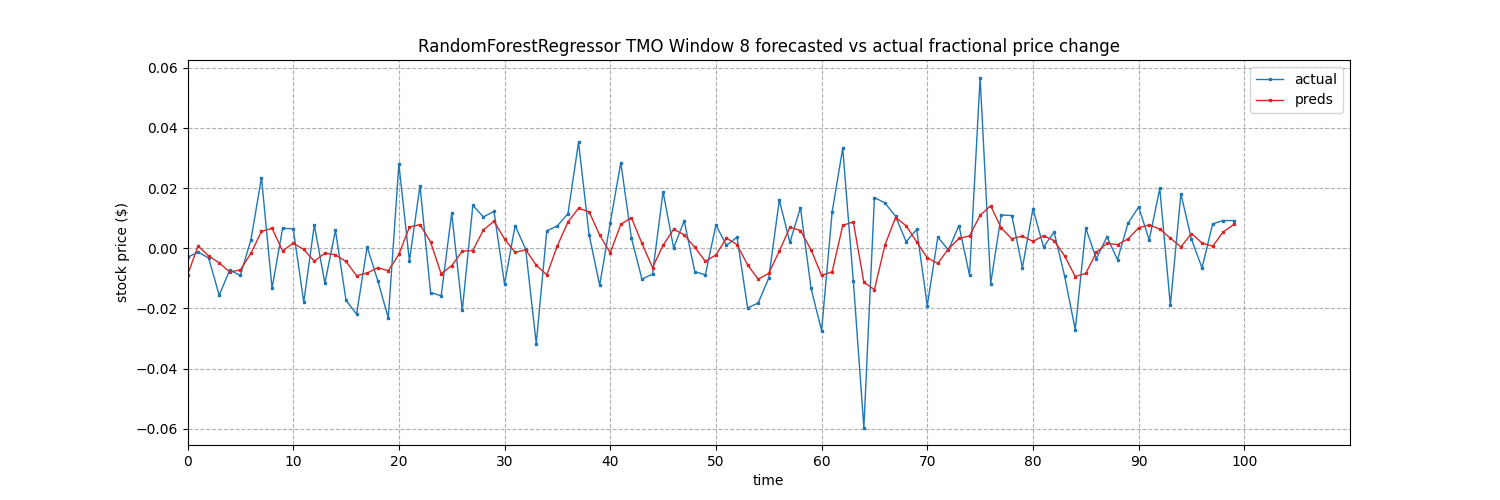 RandomForestRegressor TMO Window 8 forecasted vs actual fractional price change
actual
preds
stock price ($)
0.06
0.04
0.02
0.00
−0.02
−0.04
−0.06
0 10 20 30 40 50 60 70 80 90 100
time